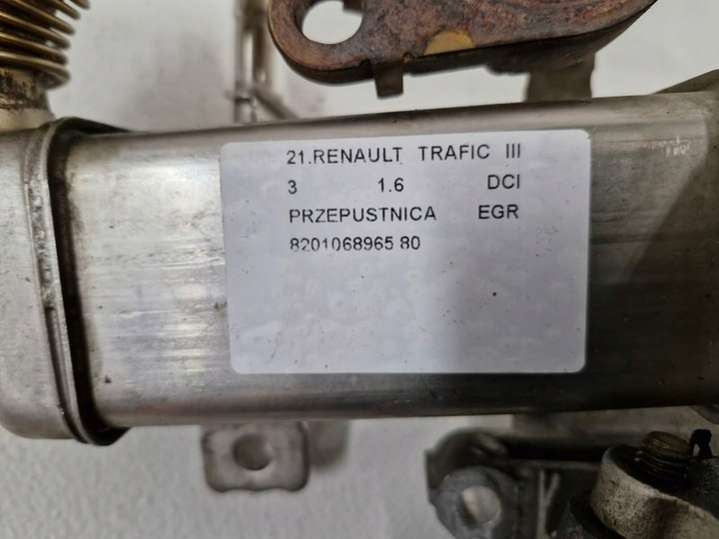 21.RENAULT TRAFIC III
3 1.6 DCI
PRZEPUSTNICA EGR
8201068965 80